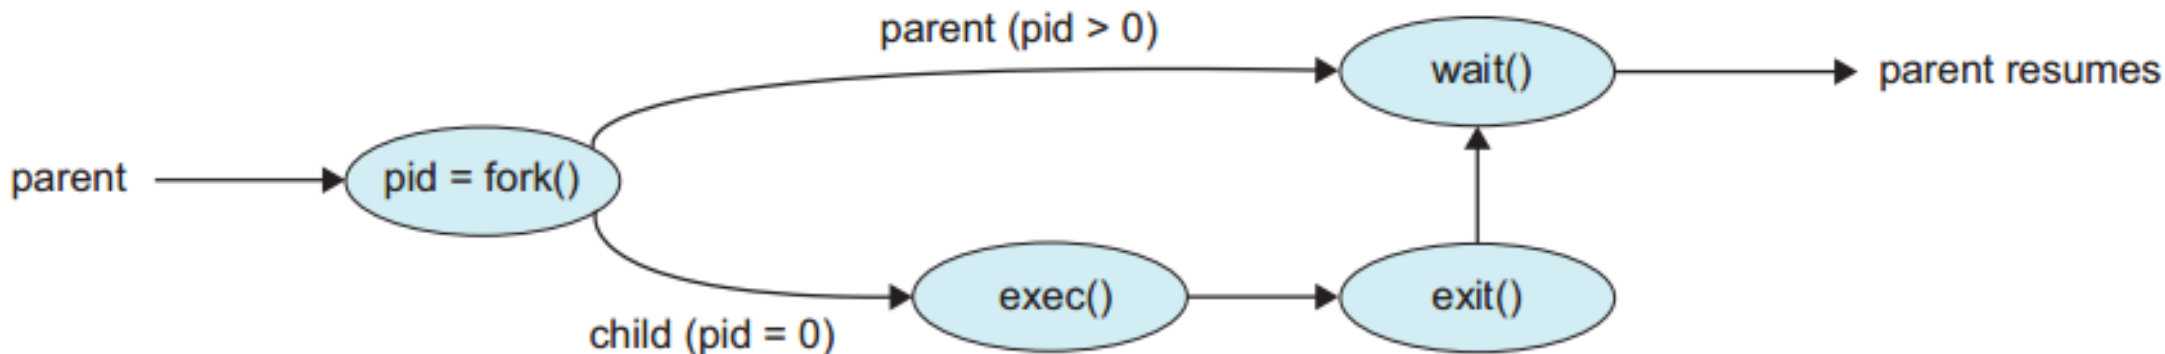 parent (pid > 0)
wait()
parent resumes
parent
pid = fork()
exec()
exit()
child (pid = 0)